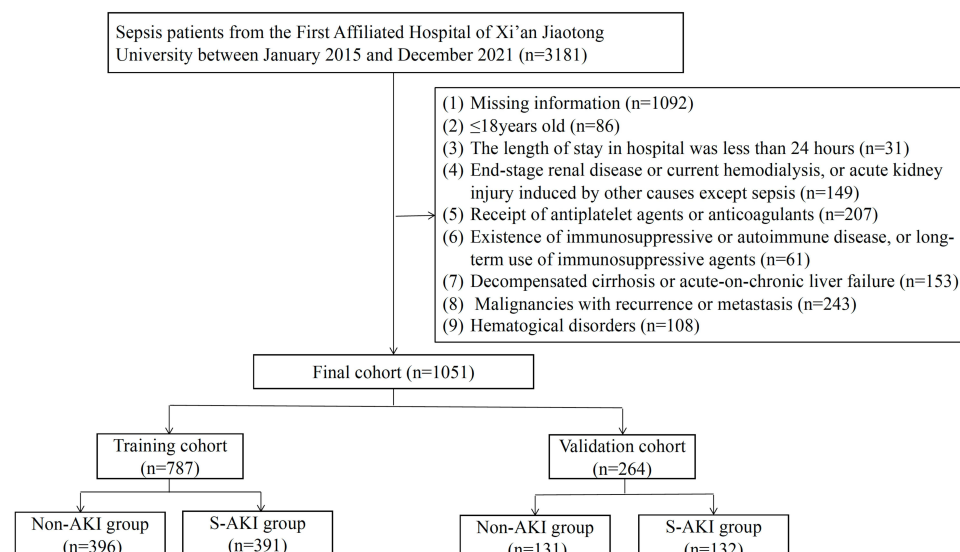 Sepsis patients from the First Affiliated Hospital of Xi’an Jiaotong
University between January 2015 and December 2021 (n=3181)
(1) Missing information (n=1092)
(2) ≤18years old (n=86)
(3) The length of stay in hospital was less than 24 hours (n=31)
(4) End-stage renal disease or current hemodialysis, or acute kidney
injury induced by other causes except sepsis (n=149)
(5) Receipt of antiplatelet agents or anticoagulants (n=207)
(6) Existence of immunosuppressive or autoimmune disease, or long-
term use of immunosuppressive agents (n=61)
(7) Decompensated cirrhosis or acute-on-chronic liver failure (n=153)
(8) Malignancies with recurrence or metastasis (n=243)
(9) Hematogical disorders (n=108)
Final cohort (n=1051)
Training cohort
(n=787)
Validation cohort
(n=264)
Non-AKI group
(n=396)
S-AKI group
(n=391)
Non-AKI group
(n=131)
S-AKI group
(n=132)